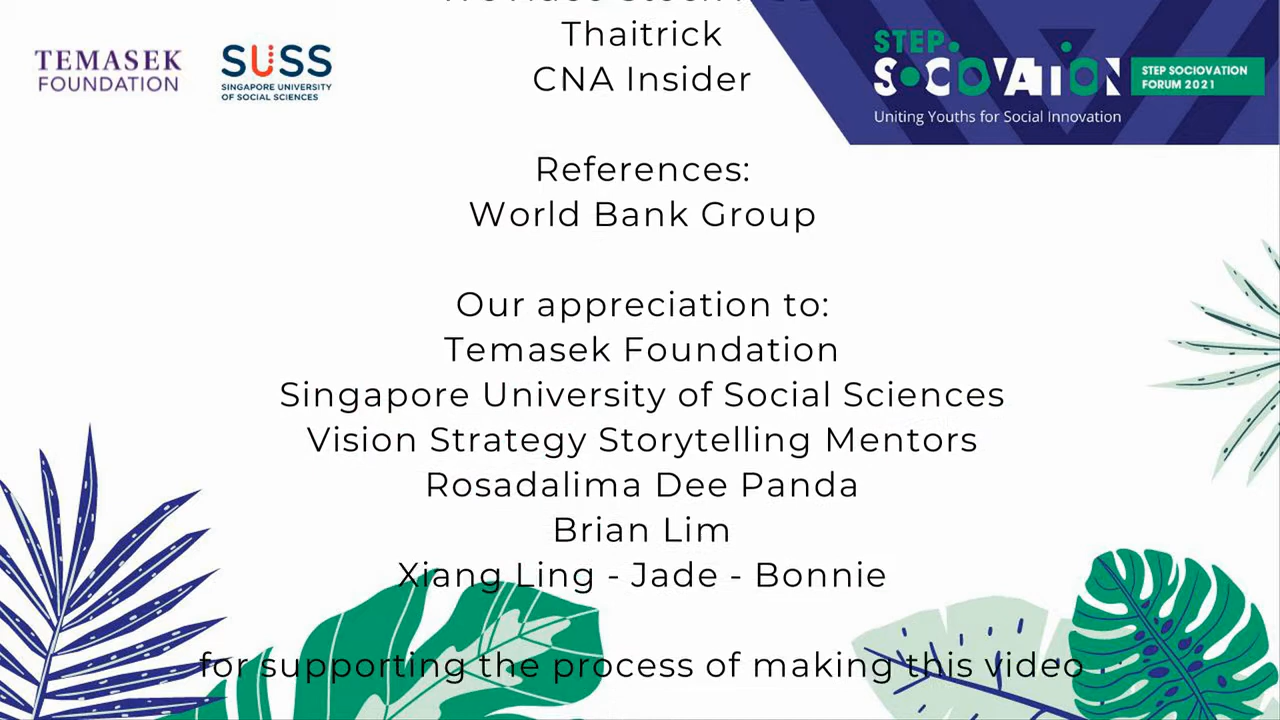 Thaitrick
CNA Insider
TEMASEK
FOUNDATION
SUSS
SINGAPORE UNIVERSITY
OF SOCIAL SCIENCES
STEP.
SOCIOVATION
STEP SOCIOVATION
FORUM 2021
Uniting Youths for Social Innovation
References:
World Bank Group
Our appreciation to:
Temasek Foundation
Singapore University of Social Sciences
Vision Strategy Storytelling Mentors
Rosadalima Dee Panda
Brian Lim
Xiang Ling - Jade - Bonnie
for supporting the process of making this video